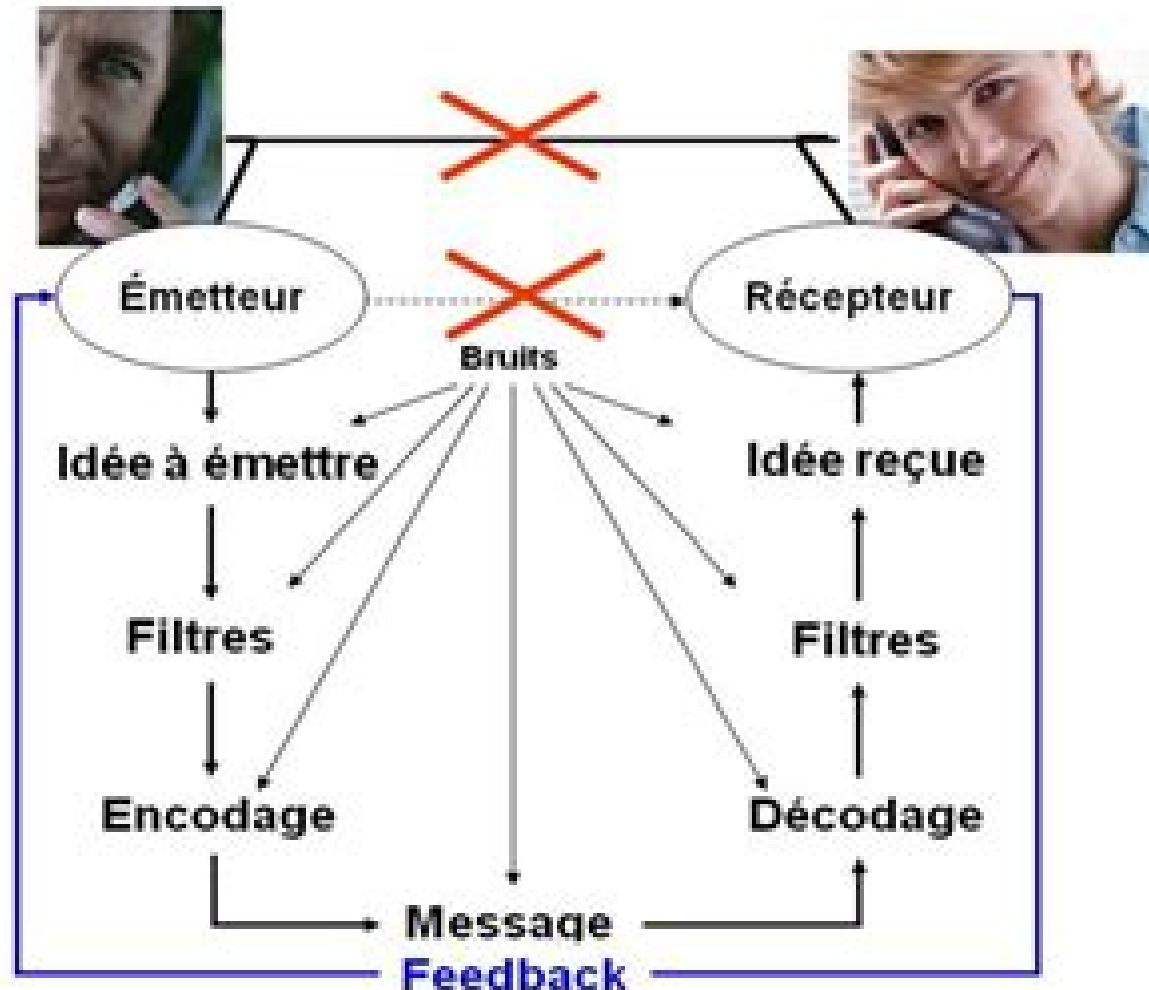 Émetteur
Récepteur
Bruits
Idée à émettre
Idée reçue
Filtres
Filtres
Encodage
Décodage
Message
Feedback